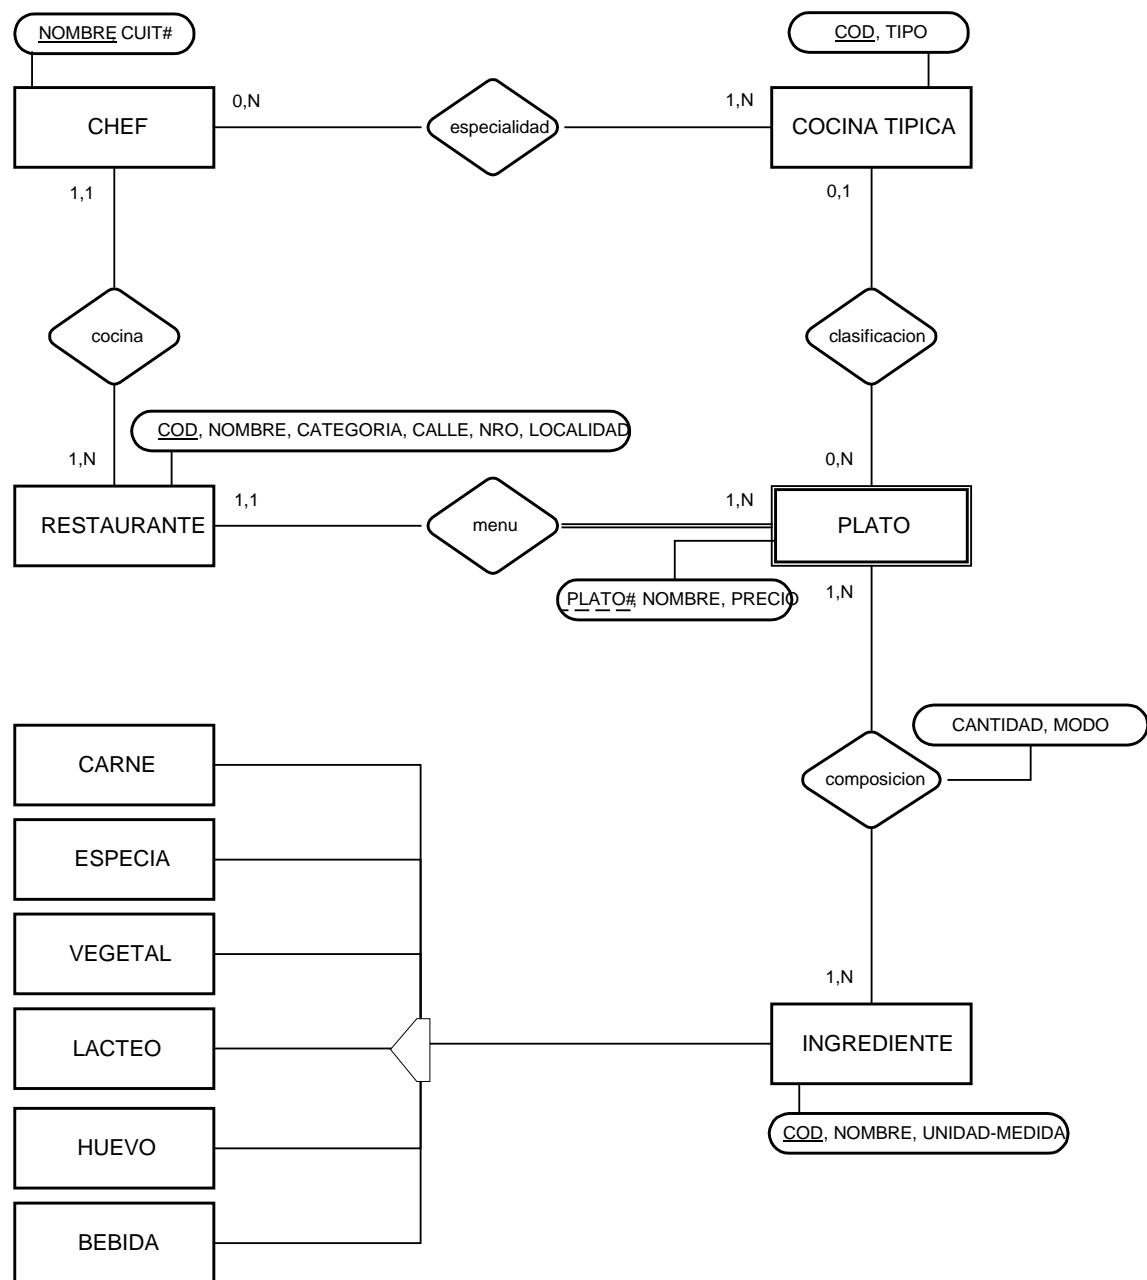 NOMBRE CUIT#
COD, TIPO
CHEF
0,N
especialidad
1,N
COCINA TIPICA
1,1
0,1
cocina
clasificacion
COD, NOMBRE, CATEGORIA, CALLE, NRO, LOCALIDAD
1,N
0,N
RESTAURANTE
1,1
menu
1,N
PLATO
PLATO#, NOMBRE, PRECIO
1,N
CARNE
CANTIDAD, MODO
composicion
ESPECIA
VEGETAL
1,N
LACTEO
INGREDIENTE
COD, NOMBRE, UNIDAD-MEDIDA
HUEVO
BEBIDA